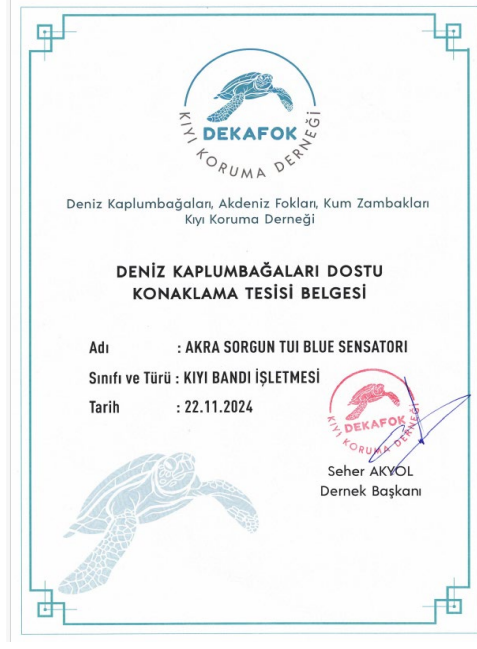 DEKAFOK
KIYI KORUMA DERNEĞİ
Deniz Kaplumbağaları, Akdeniz Fokları, Kum Zambakları
Kıyı Koruma Derneği
DENİZ KAPLUMBAĞALARI DOSTU
KONAKLAMA TESİSİ BELGESİ
Adı : AKRA SORGUN TUI BLUE SENSATORI
Sınıfı ve Türü : KIYI BANDI İŞLETMESİ
Tarih : 22.11.2024
DEKAFOK
KIYI KORUMA DERNEĞİ
Seher AKYOL
Dernek Başkanı